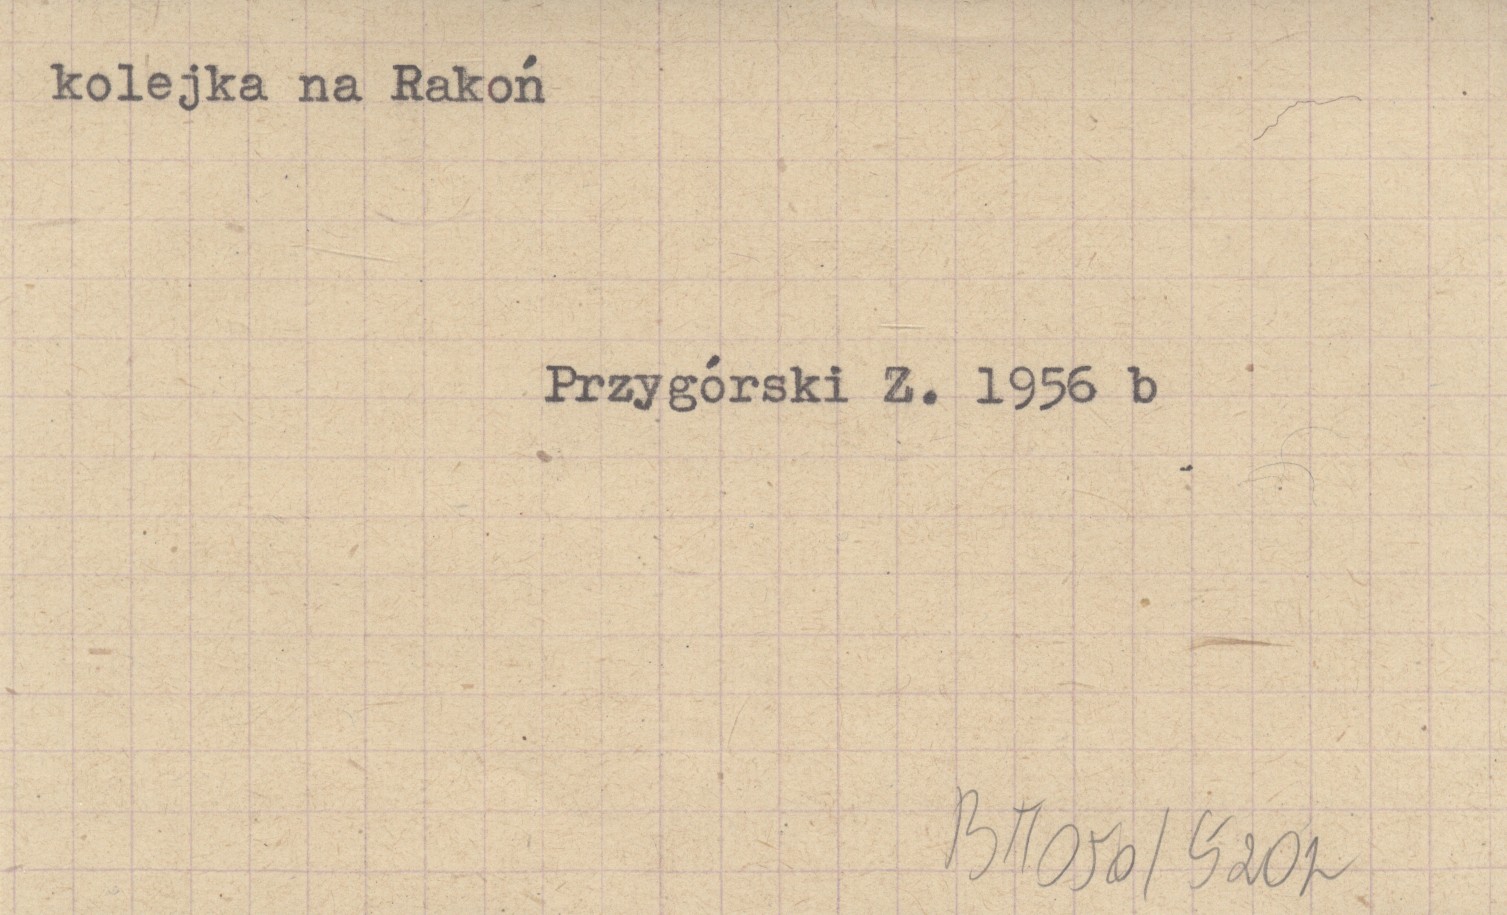 kolejka na Rakoń
Przygórski Z. 1956 b